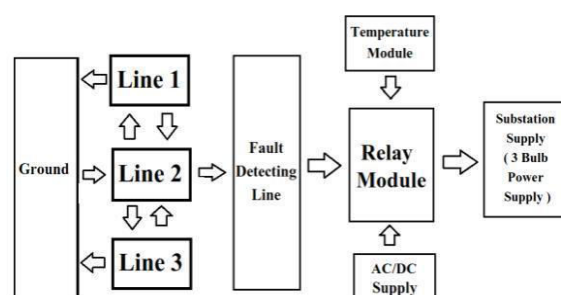 Temperature
Module
Line 1
Ground
Line 2
Line 3
Fault
Detecting
Line
Relay
Module
Substation
Supply
( 3 Bulb
Power
Supply )
AC/DC
Supply